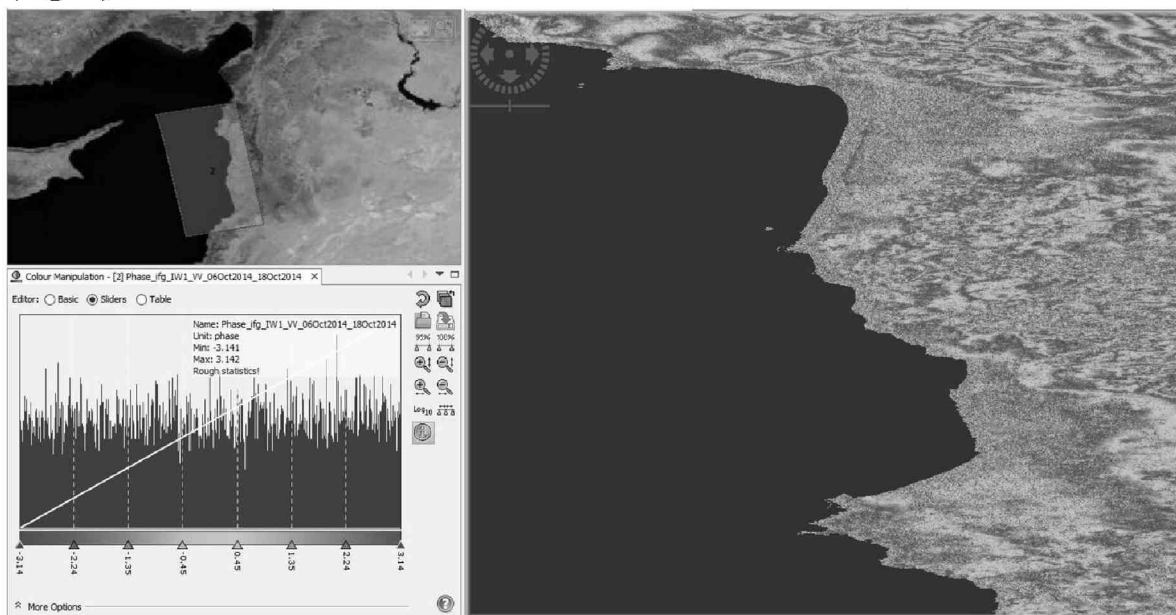 2
Colour Manipulation - [2] Phase_ifg_IW1_VV_06Oct2014_18Oct2014 ×
Editor: Basic Sliders Table
Name: Phase_ifg_IW1_VV_06Oct2014_18Oct2014
Unit: phase
Min: -3.141
Max: 3.142
Rough statistics!
95% 100%
Log10
-3.14 -2.24 -1.35 -0.45 0.45 1.35 2.24 3.14
More Options